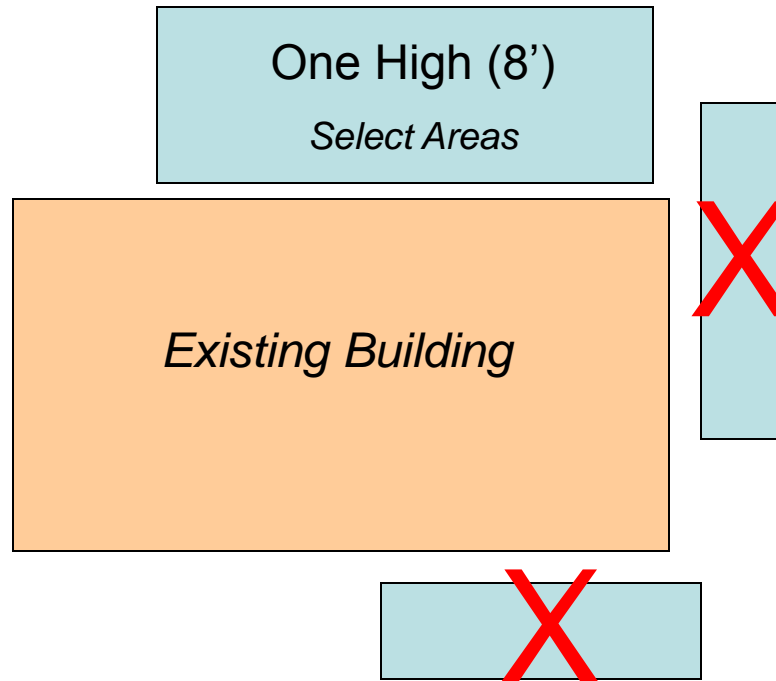 One High (8’)
Select Areas
X
Existing Building
X